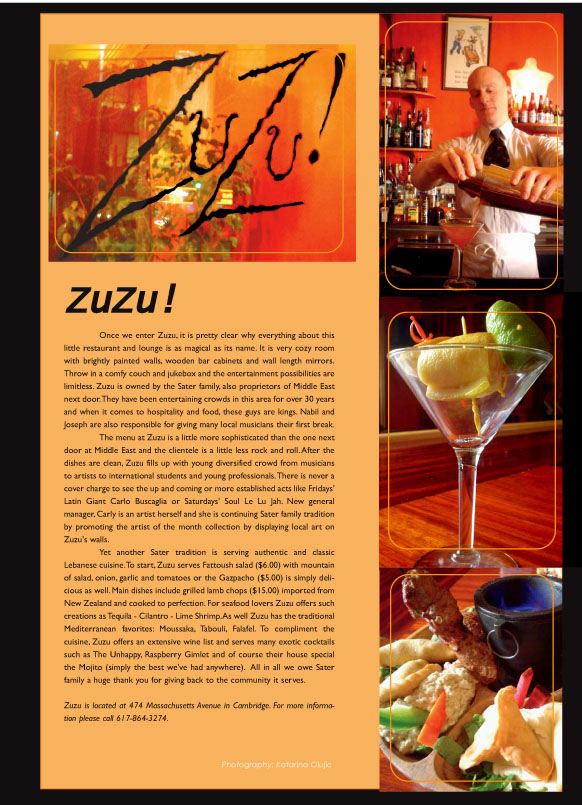 ZuZu!
ZuZu!
Once we enter Zuzu, it is pretty clear why everything about this
little restaurant and lounge is as magical as its name. It is very cozy room
with brightly painted walls, wooden bar cabinets and wall length mirrors.
Throw in a comfy couch and jukebox and the entertainment possibilities are
limitless. Zuzu is owned by the Sater family, also proprietors of Middle East
next door. They have been entertaining crowds in this area for over 30 years
and when it comes to hospitality and food, these guys are kings. Nabil and
Joseph are also responsible for giving many local musicians their first break.
The menu at Zuzu is a little more sophisticated than the one next
door at Middle East and the clientele is a little less rock and roll. After the
dishes are clean, Zuzu fills up with young diversified crowd from musicians
to artists to international students and young professionals. There is never a
cover charge to see the up and coming or more established acts like Fridays'
Latin Giant Carlo Buscaglia or Saturdays' Soul Le Lu Jah. New general
manager, Carly is an artist herself and she is continuing Sater family tradition
by promoting the artist of the month collection by displaying local art on
Zuzu's walls.
Yet another Sater tradition is serving authentic and classic
Lebanese cuisine. To start, Zuzu serves Fattoush salad ($6.00) with mountain
of salad, onion, garlic and tomatoes or the Gazpacho ($5.00) is simply deli-
cious as well. Main dishes include grilled lamb chops ($15.00) imported from
New Zealand and cooked to perfection. For seafood lovers Zuzu offers such
creations as Tequila - Cilantro - Lime Shrimp. As well Zuzu has the traditional
Mediterranean favorites: Moussaka, Tabouli, Falafel. To compliment the
cuisine, Zuzu offers an extensive wine list and serves many exotic cocktails
such as The Unhappy, Raspberry Gimlet and of course their house special
the Mojito (simply the best we've had anywhere). All in all we owe Sater
family a huge thank you for giving back to the community it serves.
Zuzu is located at 474 Massachusetts Avenue in Cambridge. For more informa-
tion please call 617-864-3274.
Photography: Katarina Olujic